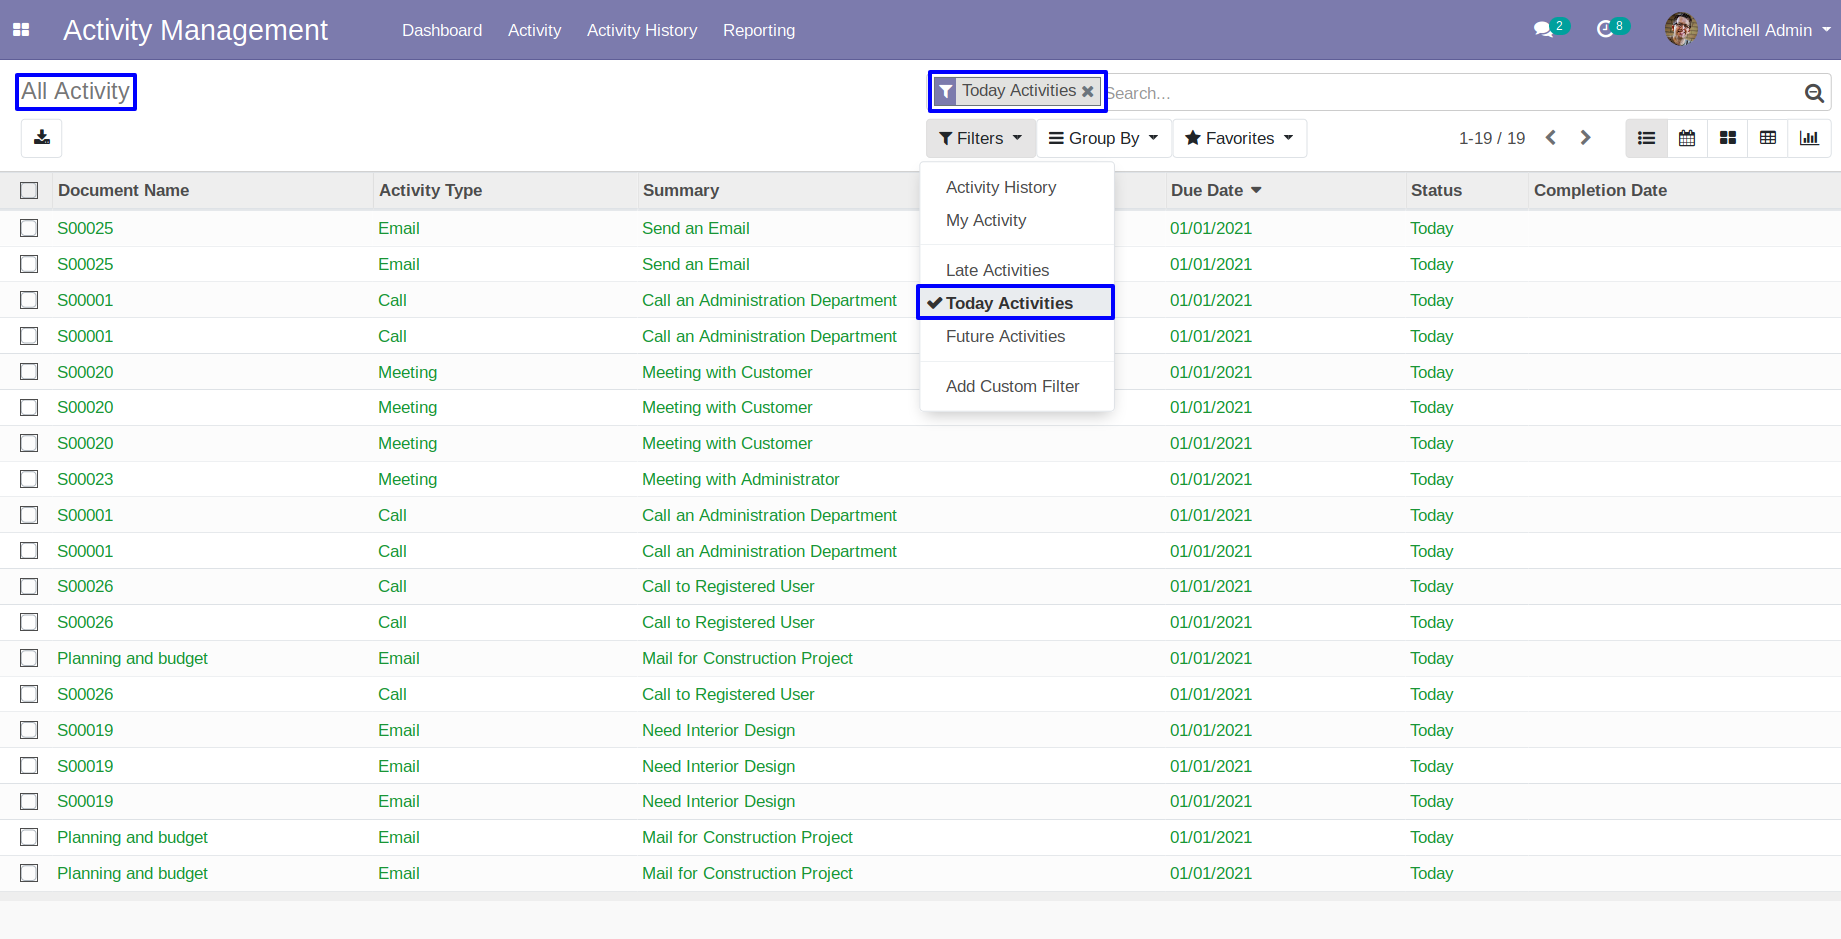 Activity Management Dashboard Activity Activity History Reporting 2 8 Mitchell Admin
All Activity Today Activities Search...
Filters Group By Favorites 1-19 / 19
Document Name Activity Type Summary Due Date Status Completion Date
Activity History
My Activity
Late Activities
Today Activities
Future Activities
Add Custom Filter
S00025 Email Send an Email 01/01/2021 Today
S00025 Email Send an Email 01/01/2021 Today
S00001 Call Call an Administration Department 01/01/2021 Today
S00001 Call Call an Administration Department 01/01/2021 Today
S00020 Meeting Meeting with Customer 01/01/2021 Today
S00020 Meeting Meeting with Customer 01/01/2021 Today
S00020 Meeting Meeting with Customer 01/01/2021 Today
S00023 Meeting Meeting with Administrator 01/01/2021 Today
S00001 Call Call an Administration Department 01/01/2021 Today
S00001 Call Call an Administration Department 01/01/2021 Today
S00026 Call Call to Registered User 01/01/2021 Today
S00026 Call Call to Registered User 01/01/2021 Today
Planning and budget Email Mail for Construction Project 01/01/2021 Today
S00026 Call Call to Registered User 01/01/2021 Today
S00019 Email Need Interior Design 01/01/2021 Today
S00019 Email Need Interior Design 01/01/2021 Today
S00019 Email Need Interior Design 01/01/2021 Today
Planning and budget Email Mail for Construction Project 01/01/2021 Today
Planning and budget Email Mail for Construction Project 01/01/2021 Today